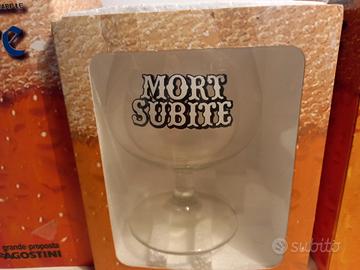 MORT
SUBITE
grande proposta
AGOSTINI
subito